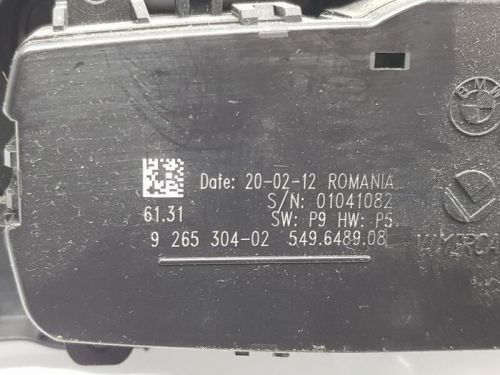 BMW
Date: 20-02-12 ROMANIA
S/N: 01041082
61.31 SW: P9 HW: P5
9 265 304-02 549.6489.08